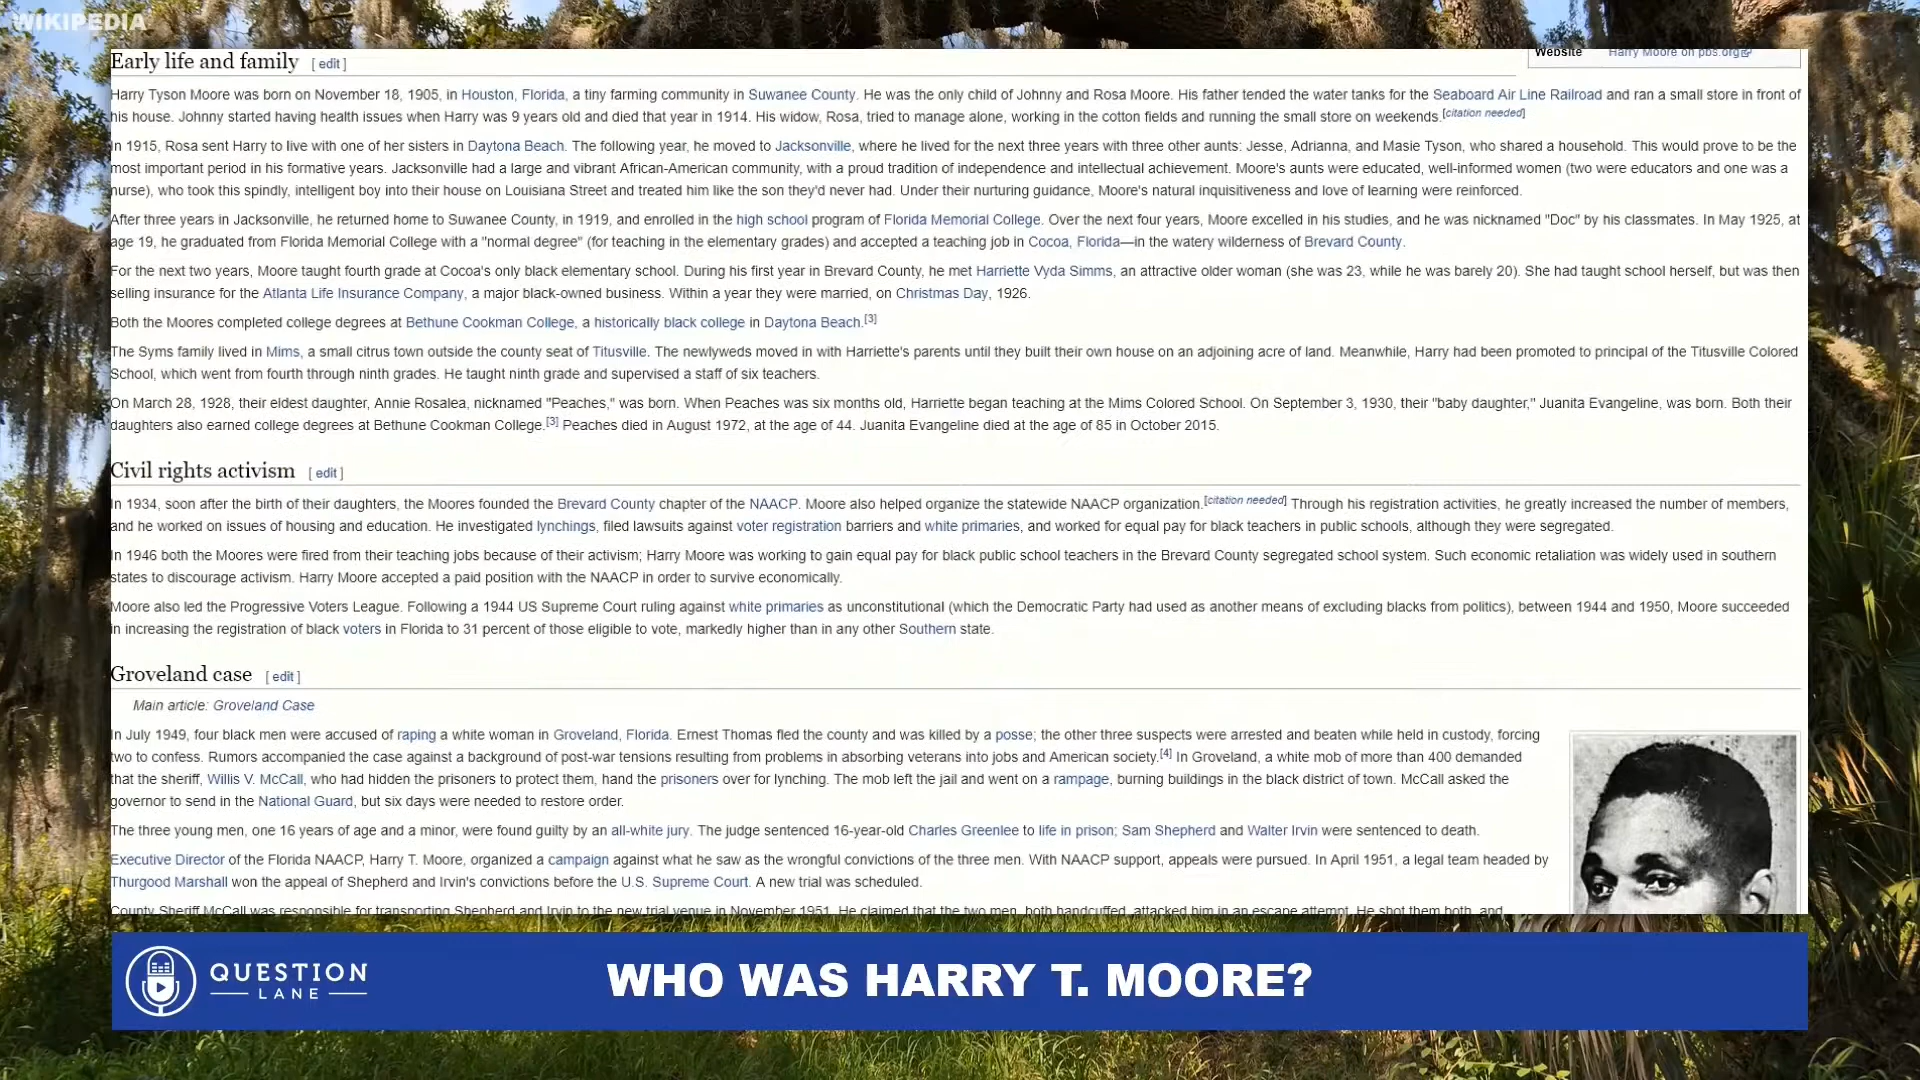 WIKIPEDIA
Website Harry Moore on pbs.org
Early life and family [ edit ]
Harry Tyson Moore was born on November 18, 1905, in Houston, Florida, a tiny farming community in Suwanee County. He was the only child of Johnny and Rosa Moore. His father tended the water tanks for the Seaboard Air Line Railroad and ran a small store in front of
his house. Johnny started having health issues when Harry was 9 years old and died that year in 1914. His widow, Rosa, tried to manage alone, working in the cotton fields and running the small store on weekends.[citation needed]
In 1915, Rosa sent Harry to live with one of her sisters in Daytona Beach. The following year, he moved to Jacksonville, where he lived for the next three years with three other aunts: Jesse, Adrianna, and Masie Tyson, who shared a household. This would prove to be the
most important period in his formative years. Jacksonville had a large and vibrant African-American community, with a proud tradition of independence and intellectual achievement. Moore's aunts were educated, well-informed women (two were educators and one was a
nurse), who took this spindly, intelligent boy into their house on Louisiana Street and treated him like the son they'd never had. Under their nurturing guidance, Moore's natural inquisitiveness and love of learning were reinforced.
After three years in Jacksonville, he returned home to Suwanee County, in 1919, and enrolled in the high school program of Florida Memorial College. Over the next four years, Moore excelled in his studies, and he was nicknamed "Doc" by his classmates. In May 1925, at
age 19, he graduated from Florida Memorial College with a "normal degree" (for teaching in the elementary grades) and accepted a teaching job in Cocoa, Florida—in the watery wilderness of Brevard County.
For the next two years, Moore taught fourth grade at Cocoa's only black elementary school. During his first year in Brevard County, he met Harriette Vyda Simms, an attractive older woman (she was 23, while he was barely 20). She had taught school herself, but was then
selling insurance for the Atlanta Life Insurance Company, a major black-owned business. Within a year they were married, on Christmas Day, 1926.
Both the Moores completed college degrees at Bethune Cookman College, a historically black college in Daytona Beach.[3]
The Syms family lived in Mims, a small citrus town outside the county seat of Titusville. The newlyweds moved in with Harriette's parents until they built their own house on an adjoining acre of land. Meanwhile, Harry had been promoted to principal of the Titusville Colored
School, which went from fourth through ninth grades. He taught ninth grade and supervised a staff of six teachers.
On March 28, 1928, their eldest daughter, Annie Rosalea, nicknamed "Peaches," was born. When Peaches was six months old, Harriette began teaching at the Mims Colored School. On September 3, 1930, their "baby daughter," Juanita Evangeline, was born. Both their
daughters also earned college degrees at Bethune Cookman College.[3] Peaches died in August 1972, at the age of 44. Juanita Evangeline died at the age of 85 in October 2015.
Civil rights activism [ edit ]
In 1934, soon after the birth of their daughters, the Moores founded the Brevard County chapter of the NAACP. Moore also helped organize the statewide NAACP organization.[citation needed] Through his registration activities, he greatly increased the number of members,
and he worked on issues of housing and education. He investigated lynchings, filed lawsuits against voter registration barriers and white primaries, and worked for equal pay for black teachers in public schools, although they were segregated.
In 1946 both the Moores were fired from their teaching jobs because of their activism; Harry Moore was working to gain equal pay for black public school teachers in the Brevard County segregated school system. Such economic retaliation was widely used in southern
states to discourage activism. Harry Moore accepted a paid position with the NAACP in order to survive economically.
Moore also led the Progressive Voters League. Following a 1944 US Supreme Court ruling against white primaries as unconstitutional (which the Democratic Party had used as another means of excluding blacks from politics), between 1944 and 1950, Moore succeeded
in increasing the registration of black voters in Florida to 31 percent of those eligible to vote, markedly higher than in any other Southern state.
Groveland case [ edit ]
Main article: Groveland Case
In July 1949, four black men were accused of raping a white woman in Groveland, Florida. Ernest Thomas fled the county and was killed by a posse; the other three suspects were arrested and beaten while held in custody, forcing
two to confess. Rumors accompanied the case against a background of post-war tensions resulting from problems in absorbing veterans into jobs and American society.[4] In Groveland, a white mob of more than 400 demanded
that the sheriff, Willis V. McCall, who had hidden the prisoners to protect them, hand the prisoners over for lynching. The mob left the jail and went on a rampage, burning buildings in the black district of town. McCall asked the
governor to send in the National Guard, but six days were needed to restore order.
The three young men, one 16 years of age and a minor, were found guilty by an all-white jury. The judge sentenced 16-year-old Charles Greenlee to life in prison; Sam Shepherd and Walter Irvin were sentenced to death.
Executive Director of the Florida NAACP, Harry T. Moore, organized a campaign against what he saw as the wrongful convictions of the three men. With NAACP support, appeals were pursued. In April 1951, a legal team headed by
Thurgood Marshall won the appeal of Shepherd and Irvin's convictions before the U.S. Supreme Court. A new trial was scheduled.
County Sheriff McCall was responsible for transporting Shepherd and Irvin to the new trial venue in November 1951. He claimed that the two men, both handcuffed, attacked him in an escape attempt. He shot them both, and
QUESTION
LANE
WHO WAS HARRY T. MOORE?